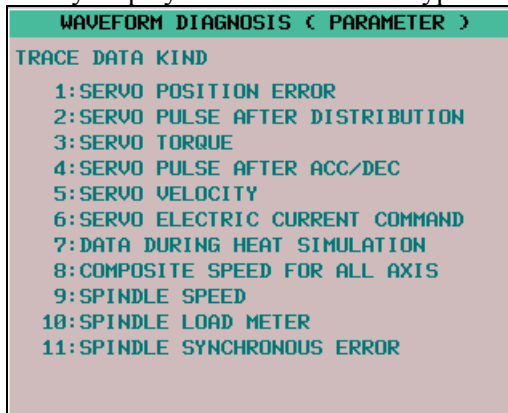 WAVEFORM DIAGNOSIS ( PARAMETER )
TRACE DATA KIND
1:SERVO POSITION ERROR
2:SERVO PULSE AFTER DISTRIBUTION
3:SERVO TORQUE
4:SERVO PULSE AFTER ACC/DEC
5:SERVO VELOCITY
6:SERVO ELECTRIC CURRENT COMMAND
7:DATA DURING HEAT SIMULATION
8:COMPOSITE SPEED FOR ALL AXIS
9:SPINDLE SPEED
10:SPINDLE LOAD METER
11:SPINDLE SYNCHRONOUS ERROR